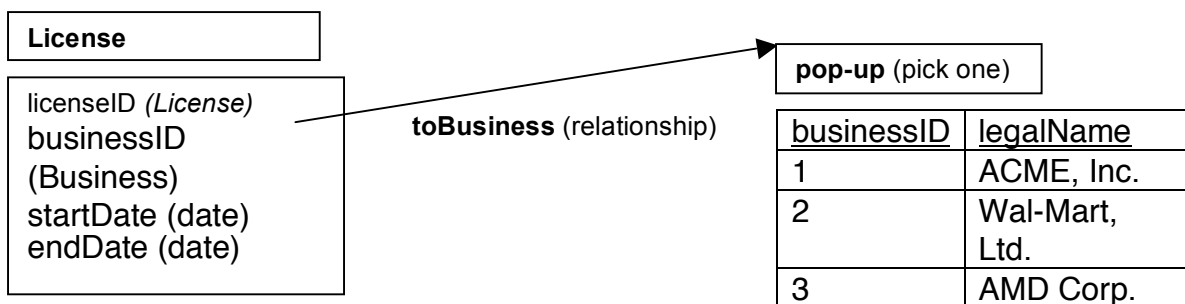 License
licenseID (License)
businessID
(Business)
startDate (date)
endDate (date)
toBusiness (relationship)
pop-up (pick one)
businessID legalName
1 ACME, Inc.
2 Wal-Mart,
Ltd.
3 AMD Corp.